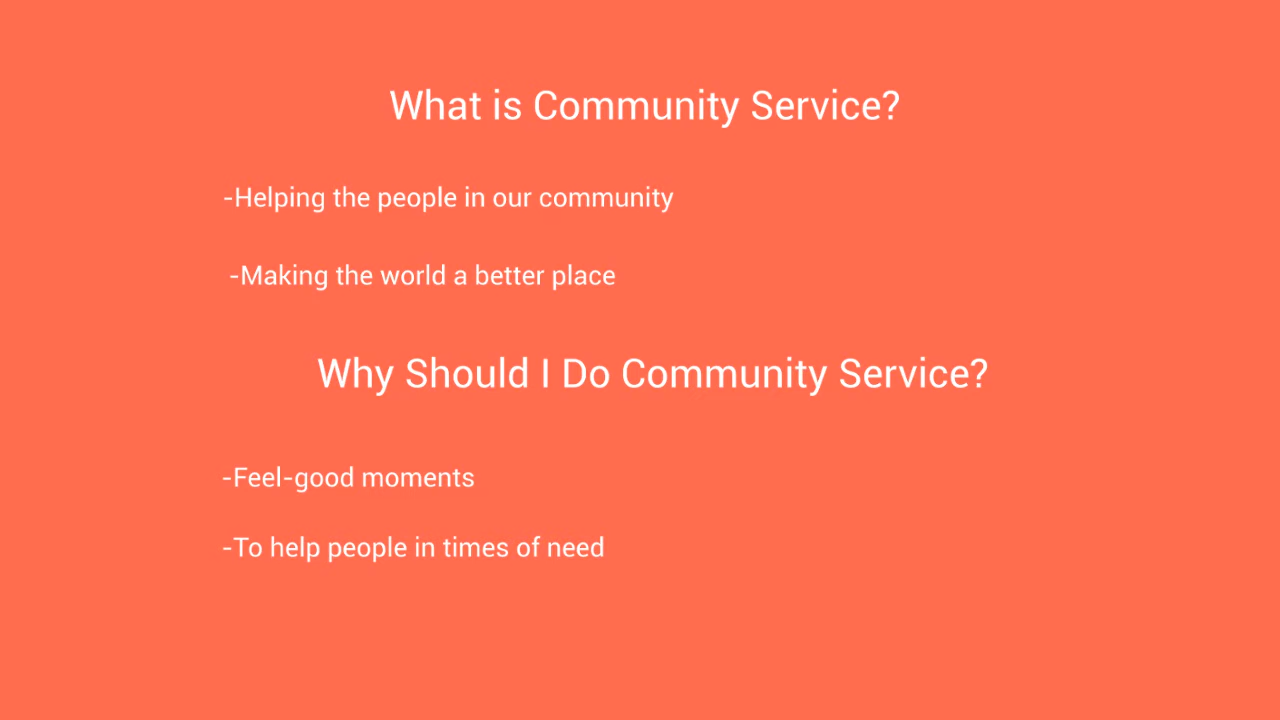 What is Community Service?
-Helping the people in our community
-Making the world a better place
Why Should I Do Community Service?
-Feel-good moments
-To help people in times of need